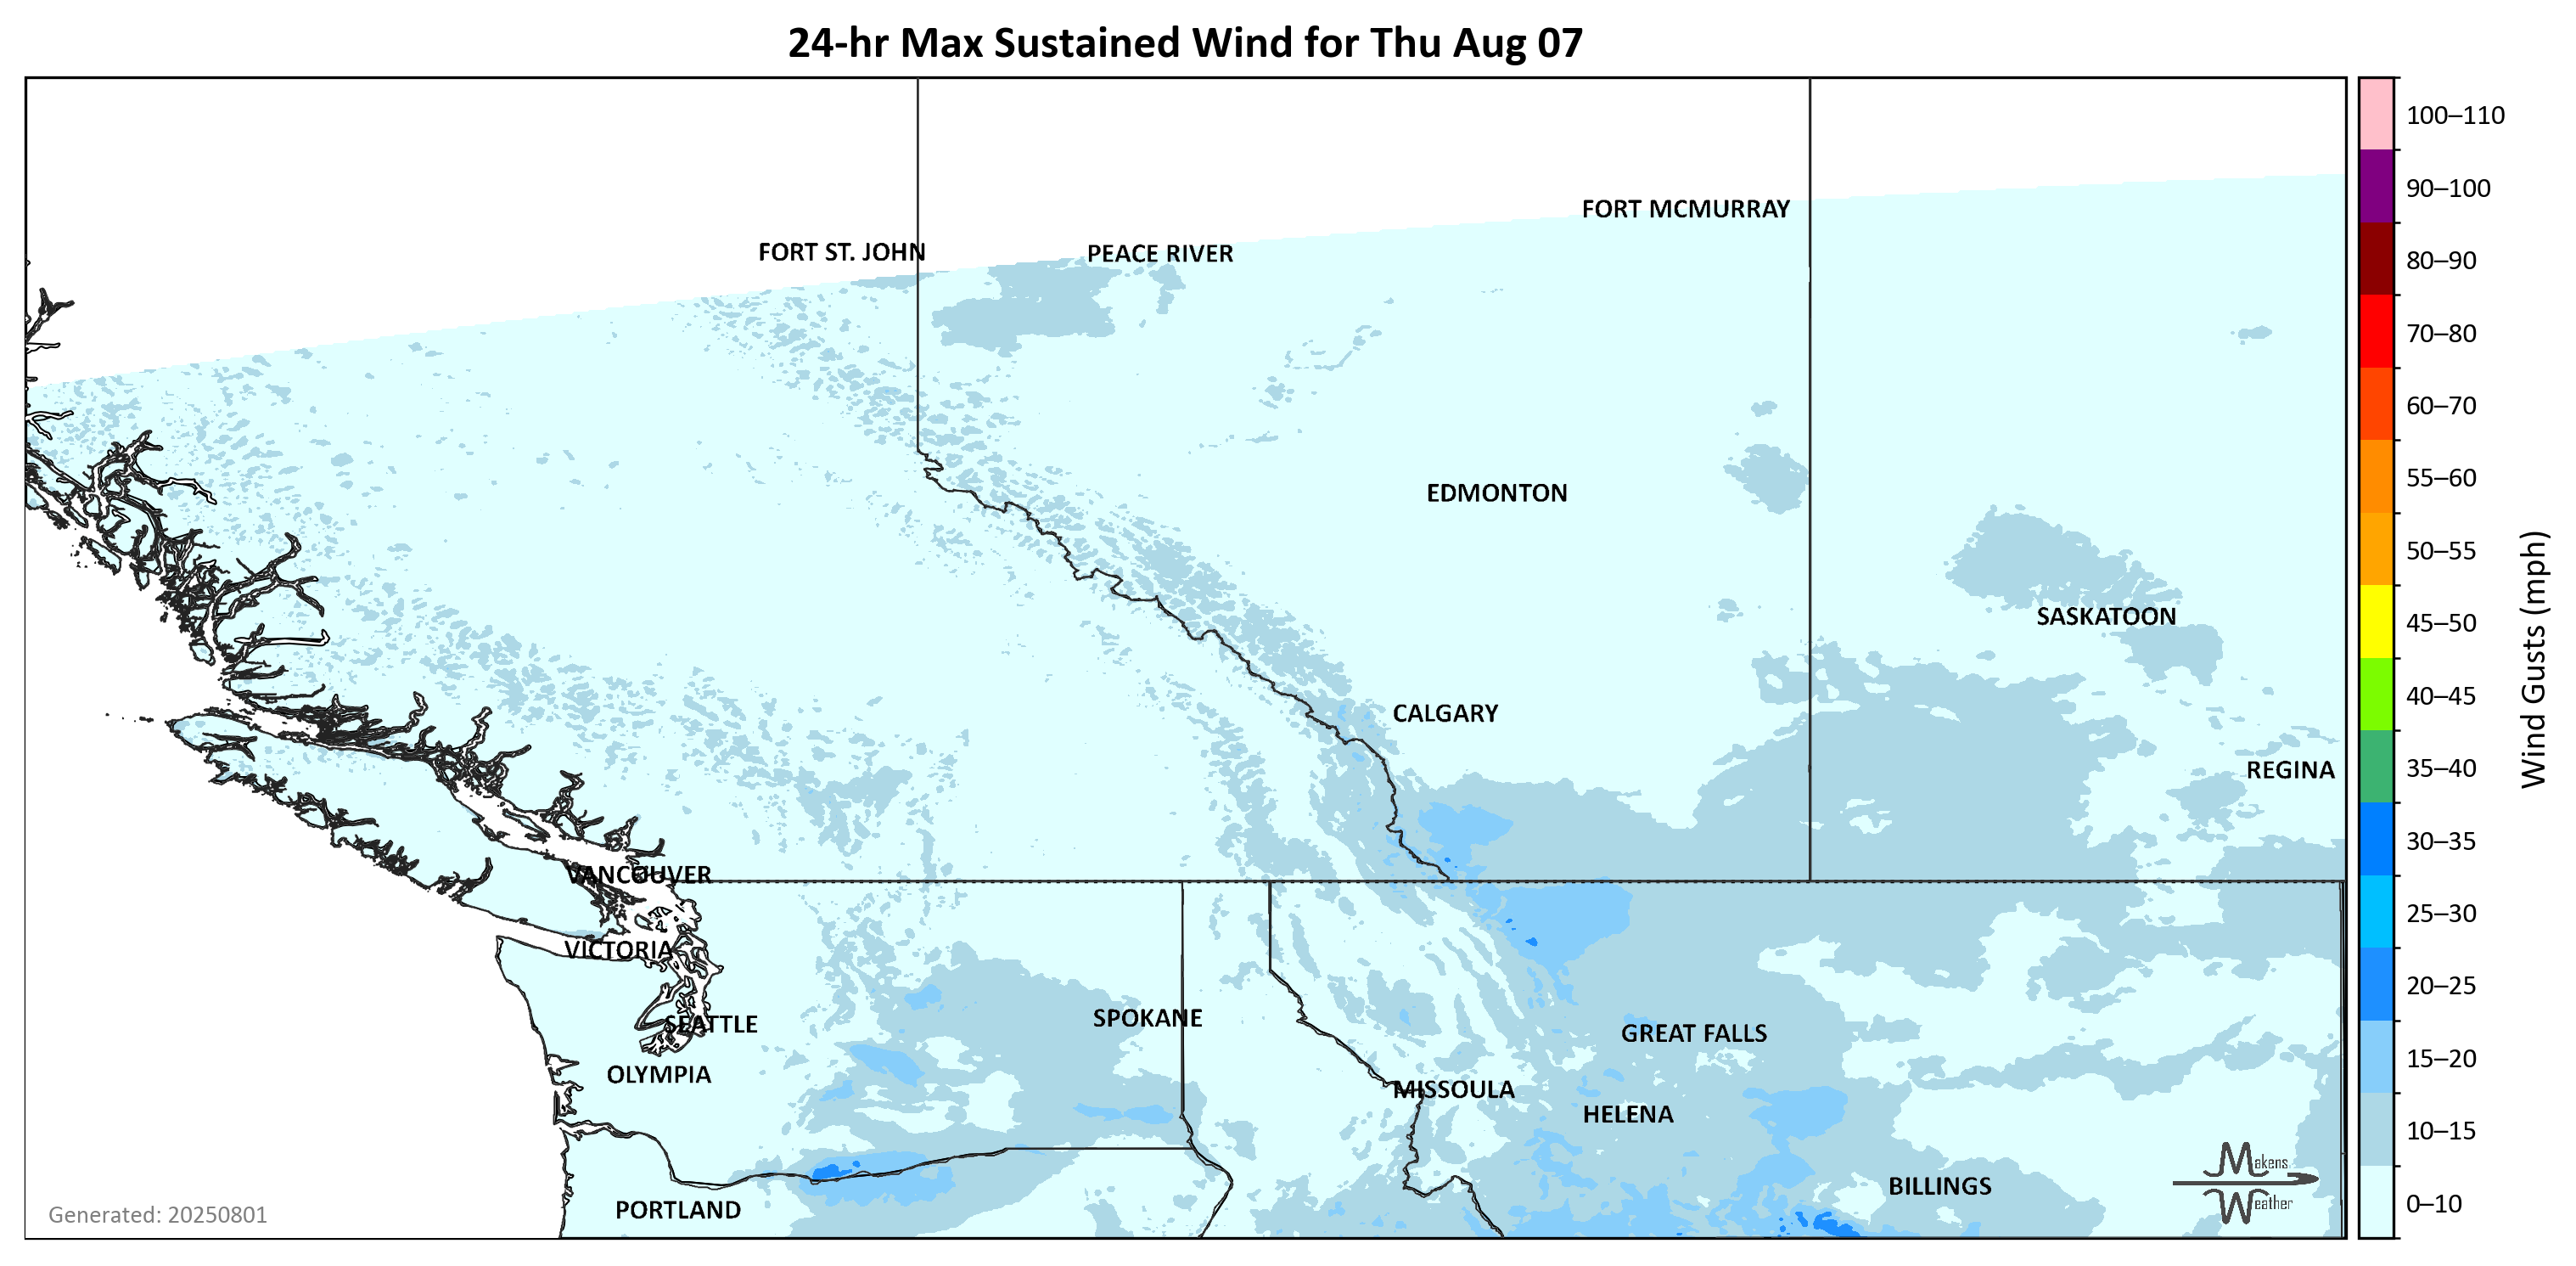 24-hr Max Sustained Wind for Thu Aug 07
100–110
90–100
80–90
70–80
60–70
55–60
50–55
45–50
40–45
35–40
30–35
25–30
20–25
15–20
10–15
0–10
Wind Gusts (mph)
FORT MCMURRAY
FORT ST. JOHN
PEACE RIVER
EDMONTON
SASKATOON
CALGARY
REGINA
VANCOUVER
VICTORIA
SEATTLE
SPOKANE
GREAT FALLS
OLYMPIA
MISSOULA
HELENA
BILLINGS
PORTLAND
Makens
Weather
Generated: 20250801